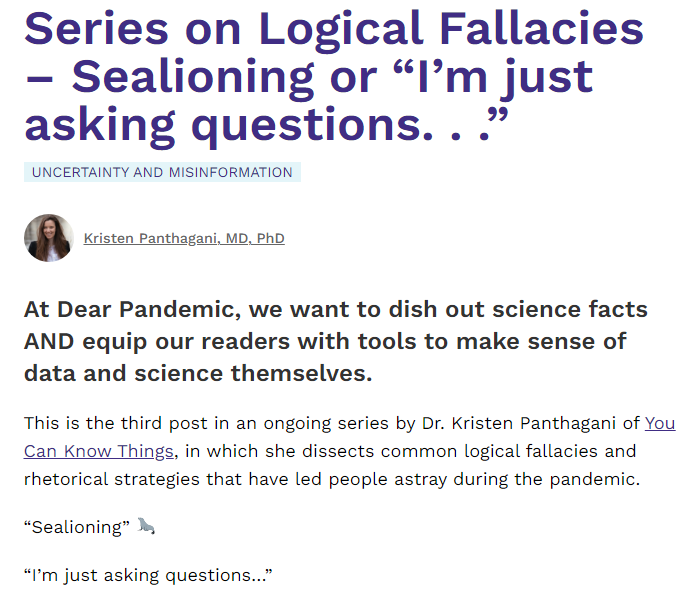 Series on Logical Fallacies
– Sealioning or “I’m just
asking questions. . .”
UNCERTAINTY AND MISINFORMATION
Kristen Panthagani, MD, PhD
At Dear Pandemic, we want to dish out science facts
AND equip our readers with tools to make sense of
data and science themselves.
This is the third post in an ongoing series by Dr. Kristen Panthagani of You
Can Know Things, in which she dissects common logical fallacies and
rhetorical strategies that have led people astray during the pandemic.
“Sealioning” 🦭
“I’m just asking questions…”